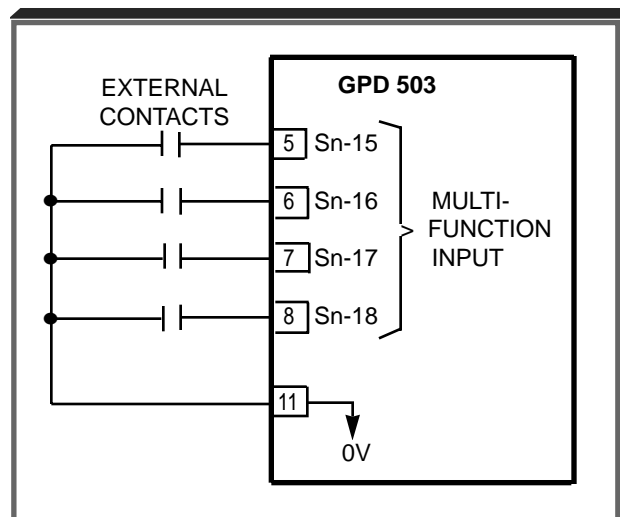 GPD 503
EXTERNAL
CONTACTS
5 Sn-15
6 Sn-16
7 Sn-17
8 Sn-18
MULTI-
FUNCTION
INPUT
11
0V